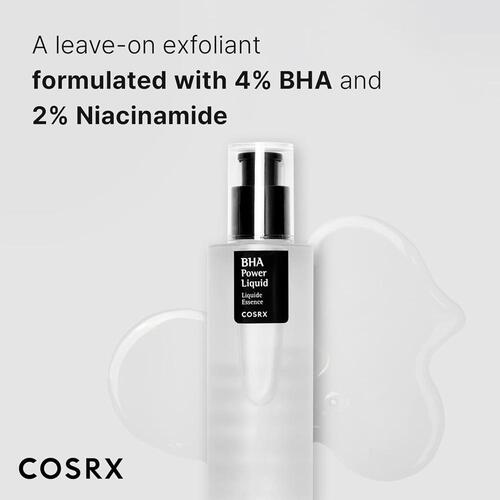 A leave-on exfoliant
formulated with 4% BHA and
2% Niacinamide
BHA
Power
Liquid
Liquide
Essence
COSRX
COSRX